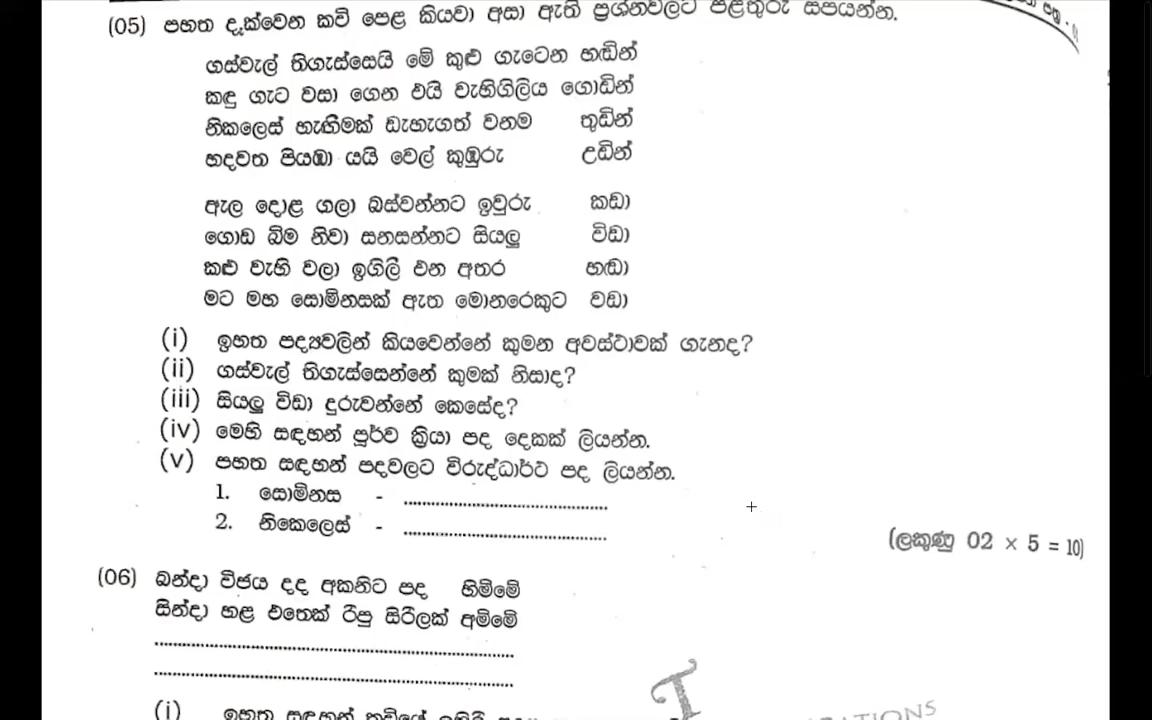 (05) පහත දැක්වෙන කවි පෙළ කියවා අසා ඇති ප්‍රශ්නවලට පිළිතුරු සපයන්න.
ගස්වැල් තිගැස්සෙයි මේ කුළු ගැටෙන හඬින්
කඳු ගැට වසා ගෙන එයි වැහිගිලිය ගොඩින්
නිකලෙස් හැඟීමක් ඩැහැගත් වනම තුඩින්
හදවත පියඹා යයි වෙල් කුඹුරු උඩින්
ඇල දොළ ගලා බස්වන්නට ඉවුරු කඩා
ගොඩ බිම නිවා සනසන්නට සියලු විඩා
කළු වැහි වලා ඉගිලී එන අතර හඬා
මට මහ සොම්නසක් ඇත මොනරෙකුට වඩා
(i) ඉහත පද්‍යවලින් කියවෙන්නේ කුමන අවස්ථාවක් ගැනද?
(ii) ගස්වැල් තිගැස්සෙන්නේ කුමක් නිසාද?
(iii) සියලු විඩා දුරුවන්නේ කෙසේද?
(iv) මෙහි සඳහන් පූර්ව ක්‍රියා පද දෙකක් ලියන්න.
(v) පහත සඳහන් පදවලට විරුද්ධාර්ථ පද ලියන්න.
1. සොම්නස - ........................................
2. නිකෙලෙස් - ........................................
(ලකුණු 02 × 5 = 10)
(06) බන්දා විජය දද අකනිට පද හිමිමේ
සින්දා හළ එතෙක් රිපු සිරිලක් අම්මේ
........................................
........................................
(i) ඉහත සඳහන්